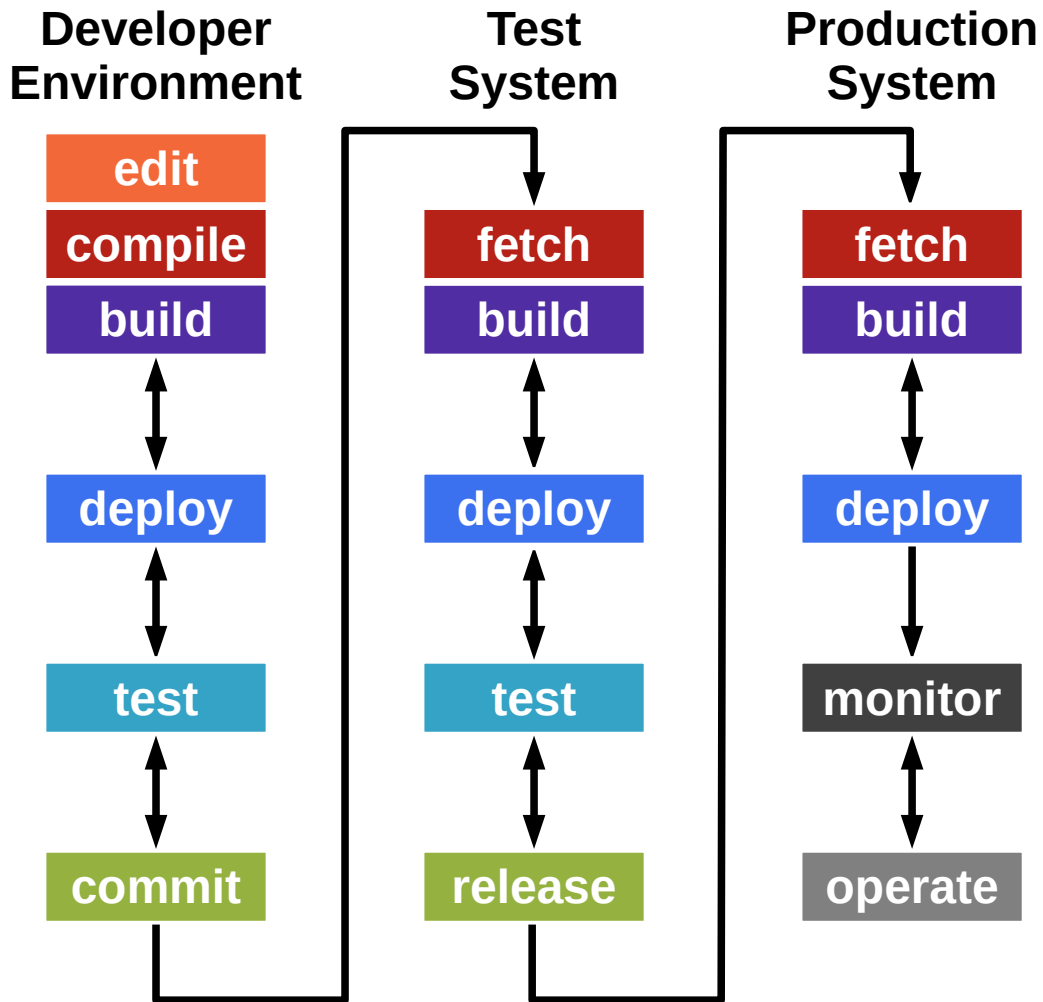 Developer
Environment
edit
compile
build
deploy
test
commit
Test
System
fetch
build
deploy
test
release
Production
System
fetch
build
deploy
monitor
operate